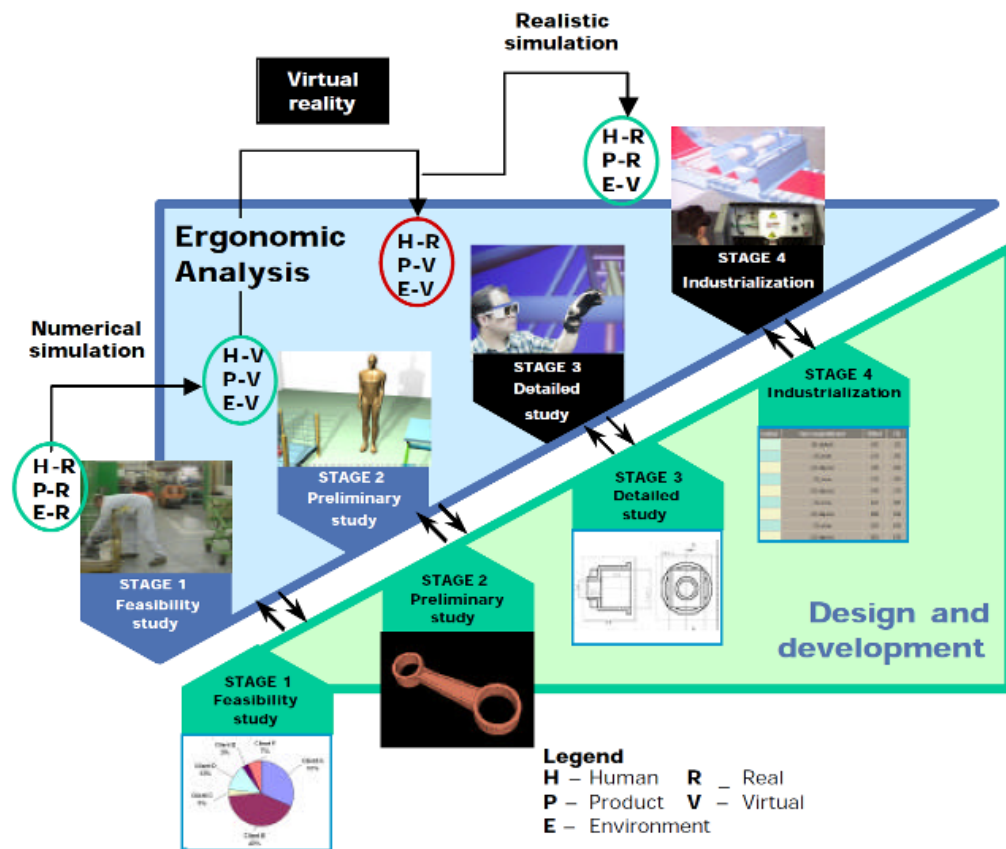 Realistic
simulation
Virtual
reality
H-R
P-R
E-V
Ergonomic
Analysis
H-R
P-V
E-V
STAGE 4
Industrialization
Numerical
simulation
H-V
P-V
E-V
STAGE 3
Detailed
study
STAGE 4
Industrialization
H-R
P-R
E-R
STAGE 2
Preliminary
study
STAGE 3
Detailed
study
STAGE 1
Feasibility
study
STAGE 2
Preliminary
study
Design and
development
STAGE 1
Feasibility
study
Legend
H – Human R _ Real
P – Product V – Virtual
E – Environment